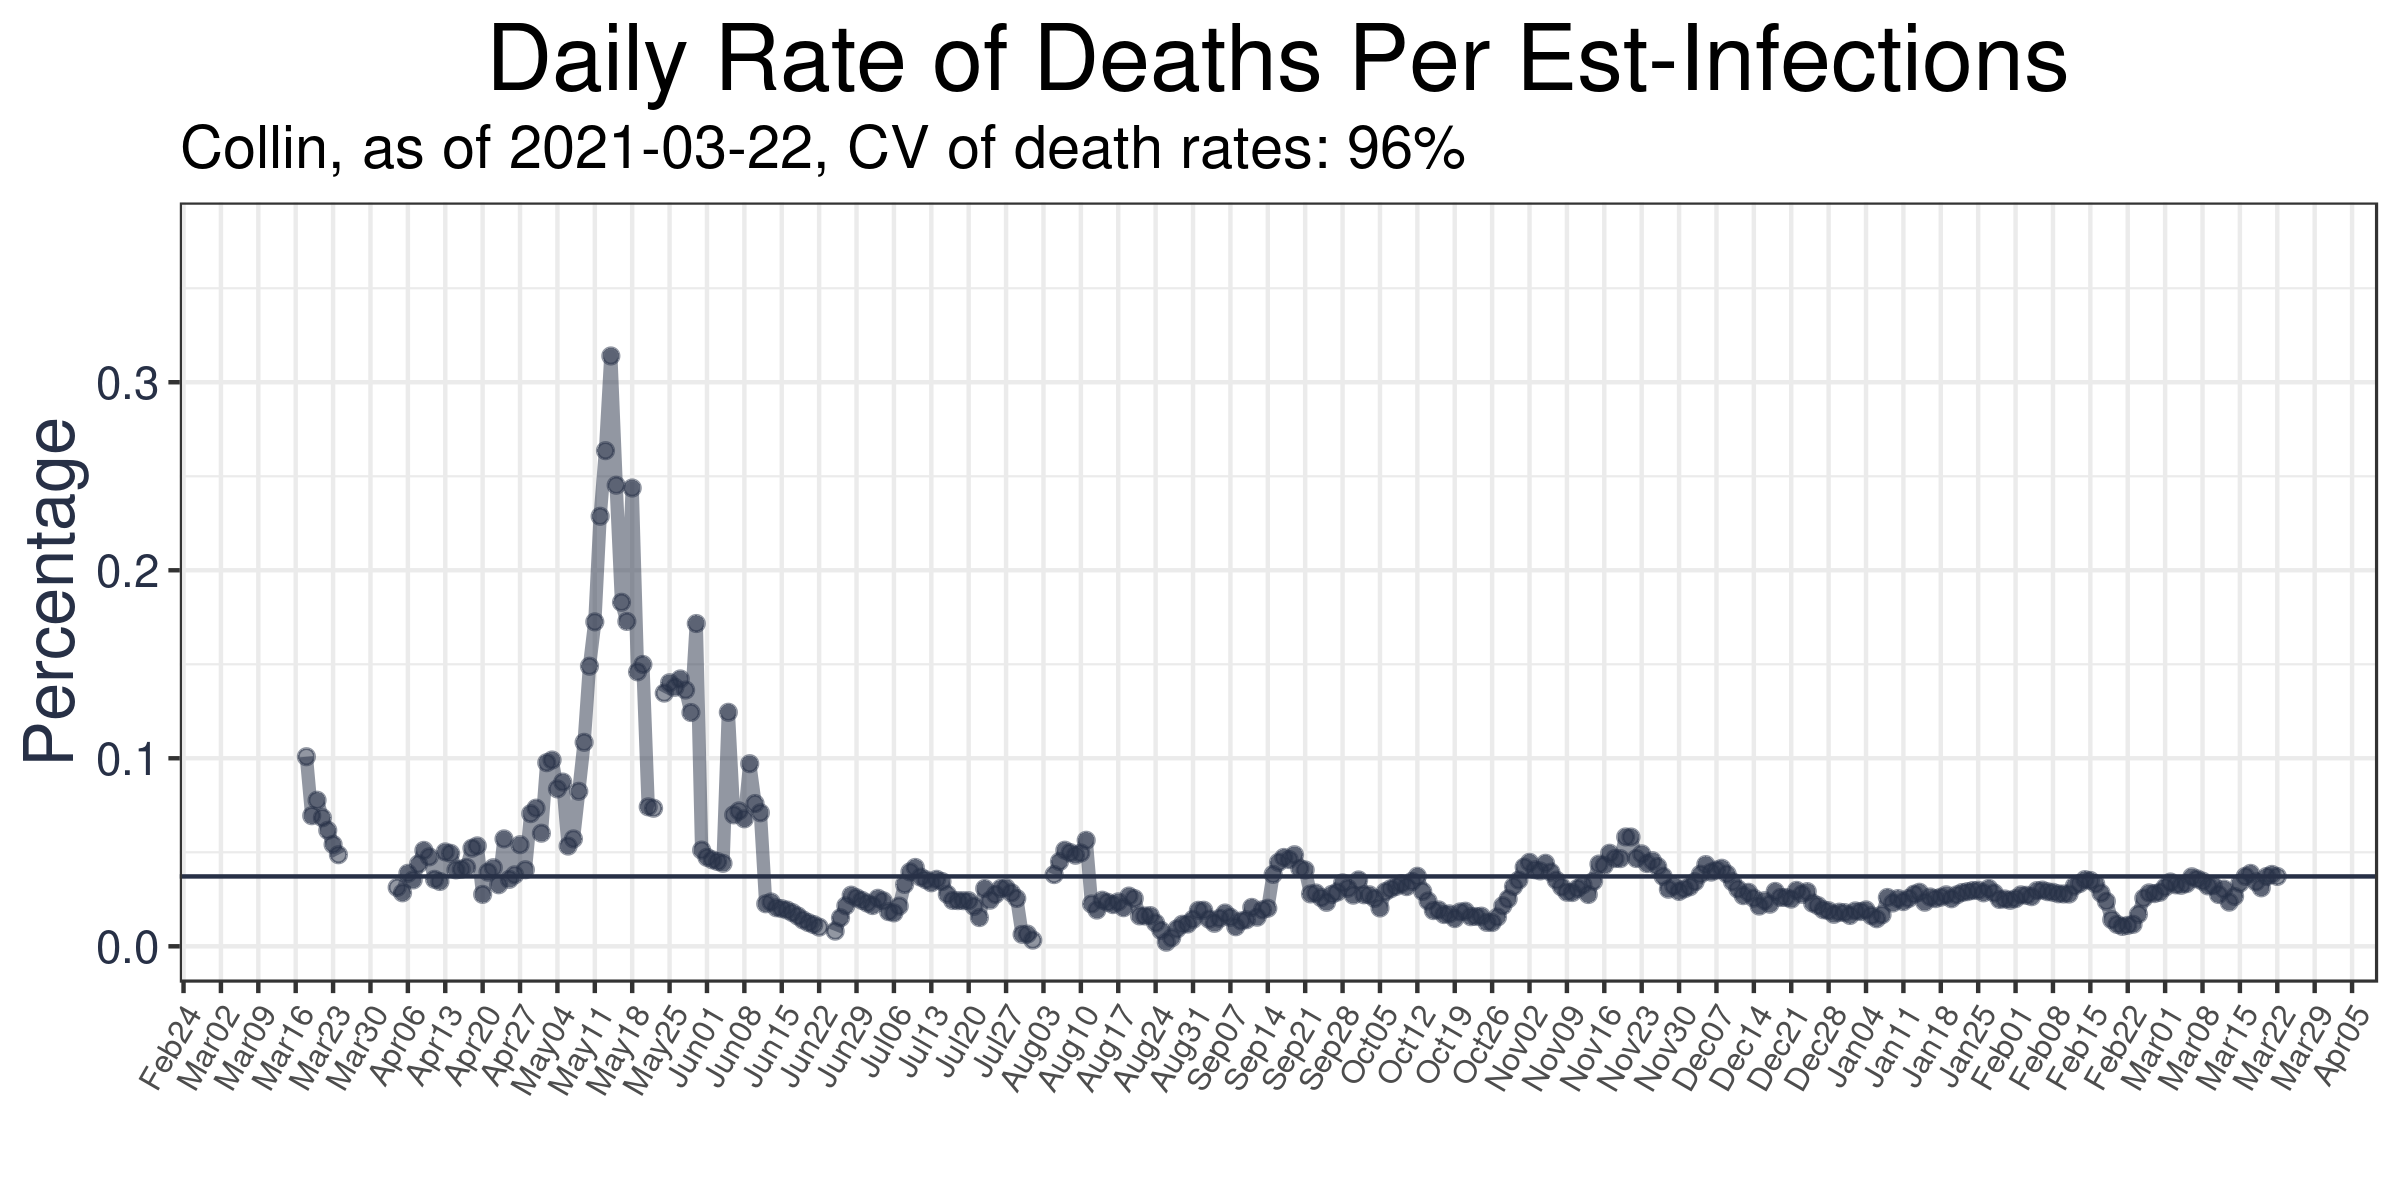 Daily Rate of Deaths Per Est-Infections
Collin, as of 2021-03-22, CV of death rates: 96%
Percentage
0.3
0.2
0.1
0.0
Feb24
Mar02
Mar09
Mar16
Mar23
Mar30
Apr06
Apr13
Apr20
Apr27
May04
May11
May18
May25
Jun01
Jun08
Jun15
Jun22
Jun29
Jul06
Jul13
Jul20
Jul27
Aug03
Aug10
Aug17
Aug24
Aug31
Sep07
Sep14
Sep21
Sep28
Oct05
Oct12
Oct19
Oct26
Nov02
Nov09
Nov16
Nov23
Nov30
Dec07
Dec14
Dec21
Dec28
Jan04
Jan11
Jan18
Jan25
Feb01
Feb08
Feb15
Feb22
Mar01
Mar08
Mar15
Mar22
Mar29
Apr05